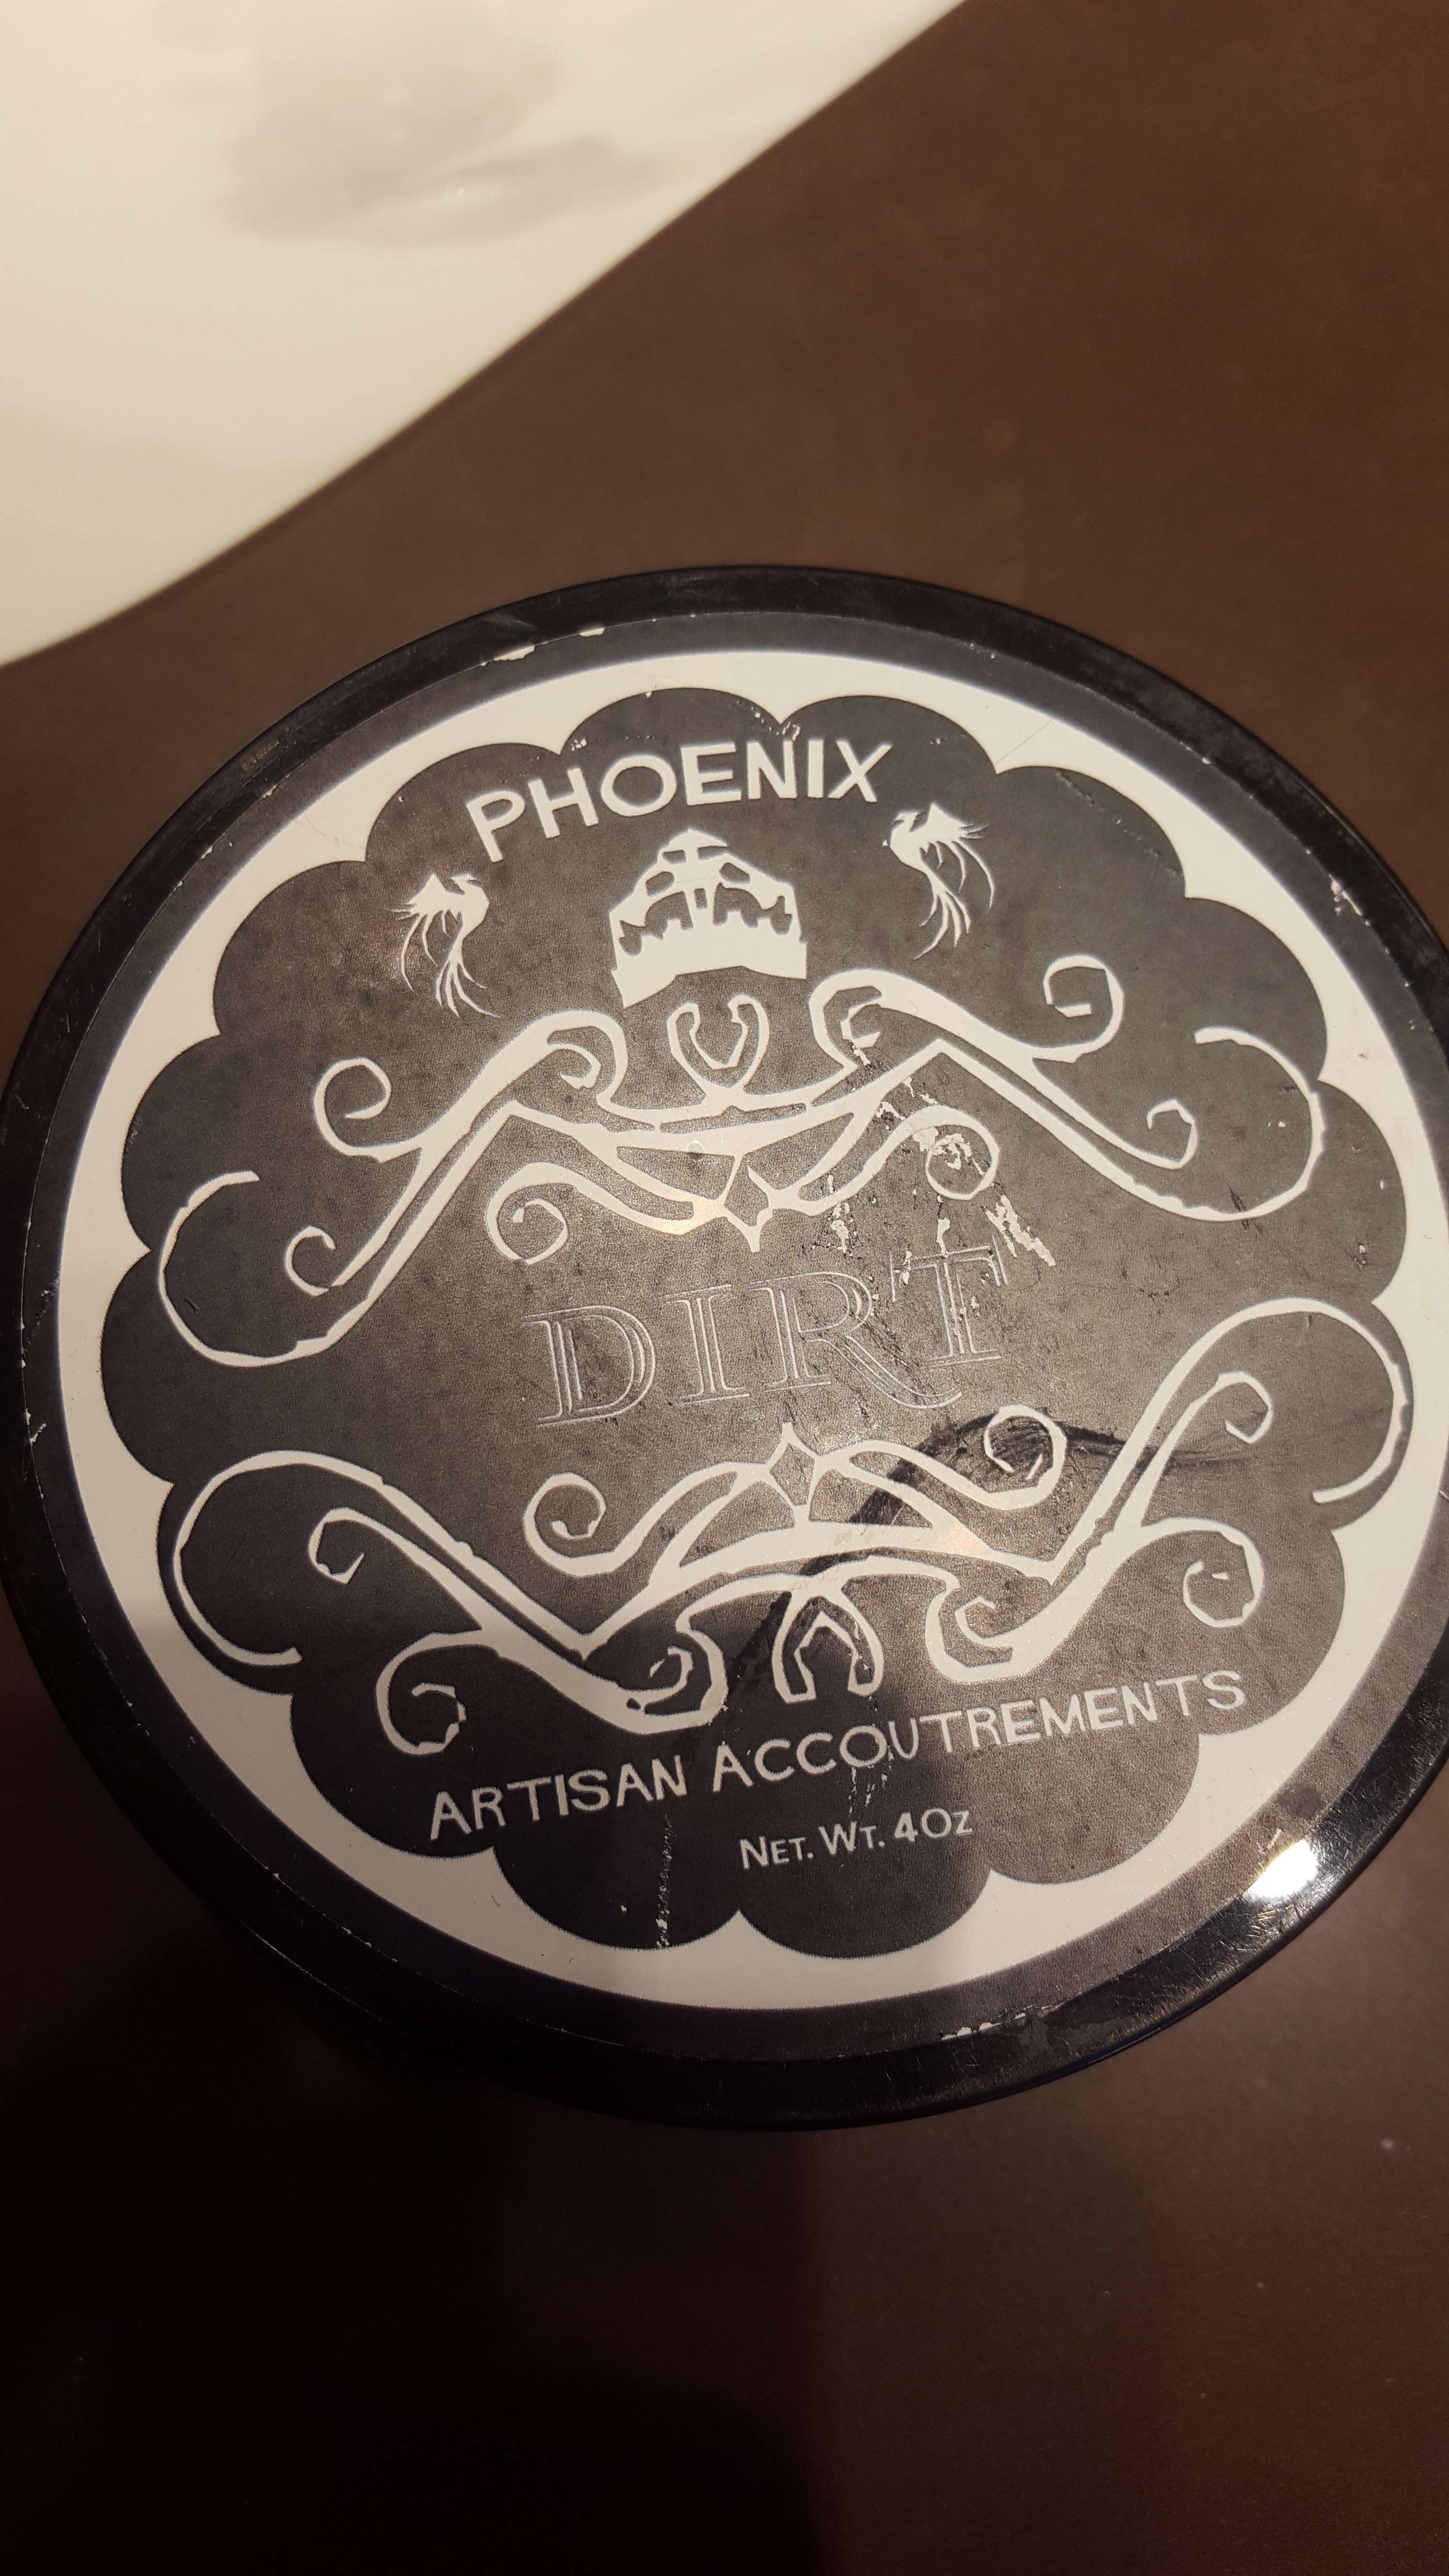 PHOENIX
DIRT
ARTISAN ACCOUTREMENTS
NET. WT. 4OZ